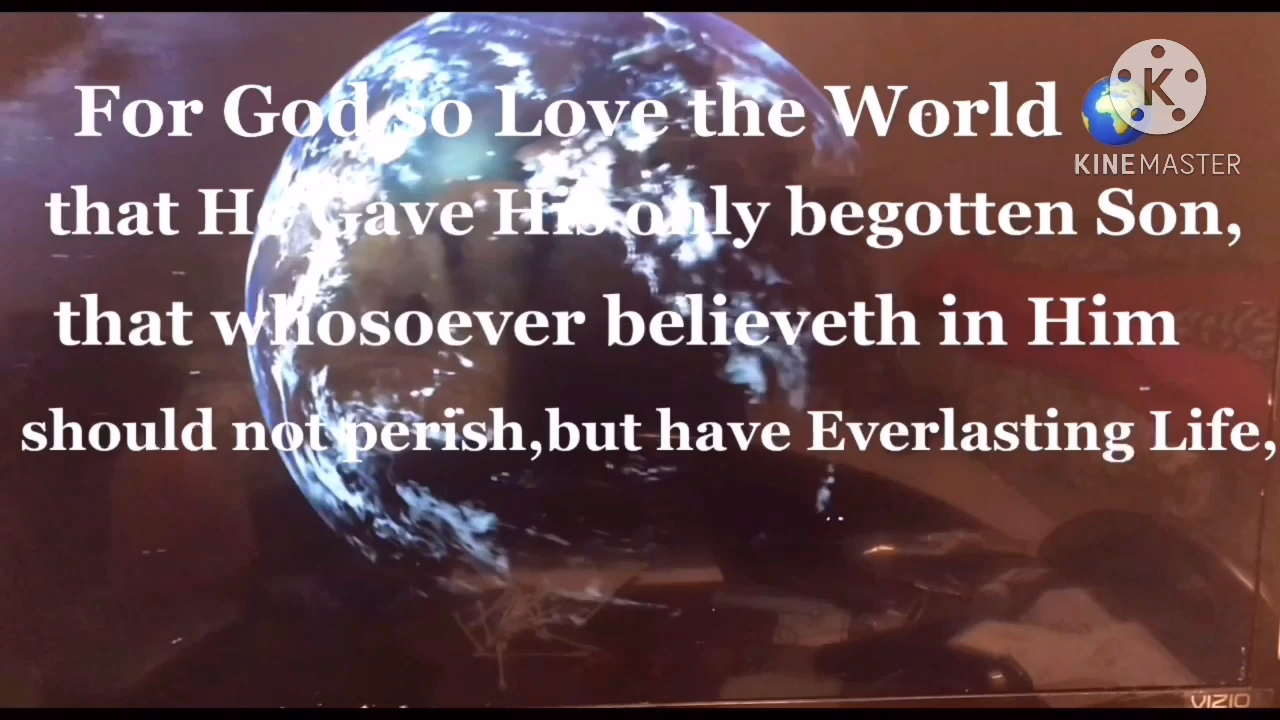 For God so Love the World
that He Gave His only begotten Son,
that whosoever believeth in Him
should not perish,but have Everlasting Life,
K
KINEMASTER
VIZIO